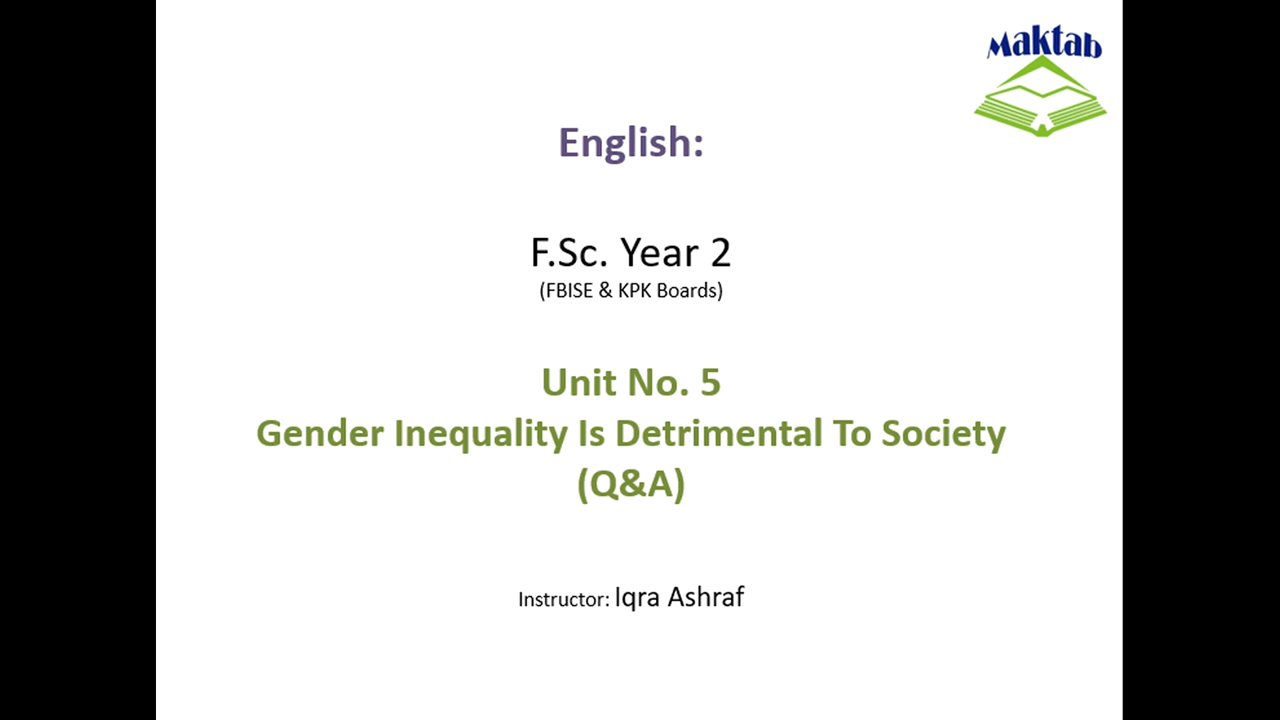 Maktab
English:
F.Sc. Year 2
(FBISE & KPK Boards)
Unit No. 5
Gender Inequality Is Detrimental To Society
(Q&A)
Instructor: Iqra Ashraf